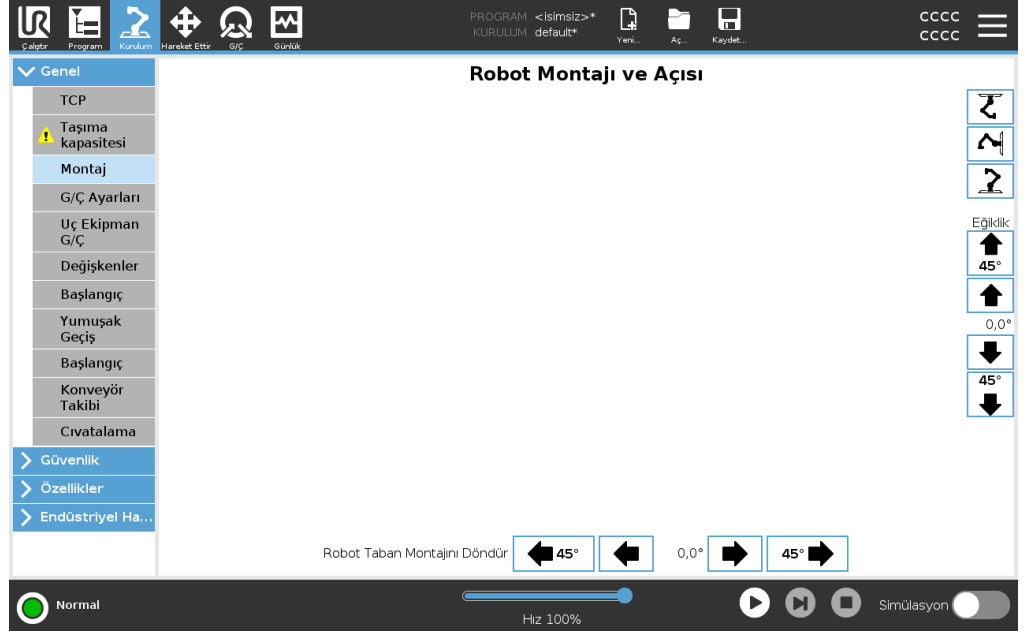 PROGRAM <isimsiz>*
KURULUM default*
Çalıştır Program Kurulum Hareket Ettir G/Ç Günlük
Yeni... Aç... Kaydet...
cccc
cccc
Genel
TCP
Taşıma
kapasitesi
Montaj
G/Ç Ayarları
Uç Ekipman
G/Ç
Değişkenler
Başlangıç
Yumuşak
Geçiş
Başlangıç
Konveyör
Takibi
Cıvatalama
Güvenlik
Özellikler
Endüstriyel Ha...
Robot Montajı ve Açısı
Eğiklik
45°
0,0°
45°
Robot Taban Montajını Döndür 45° 0,0° 45°
Normal
Hız 100%
Simülasyon